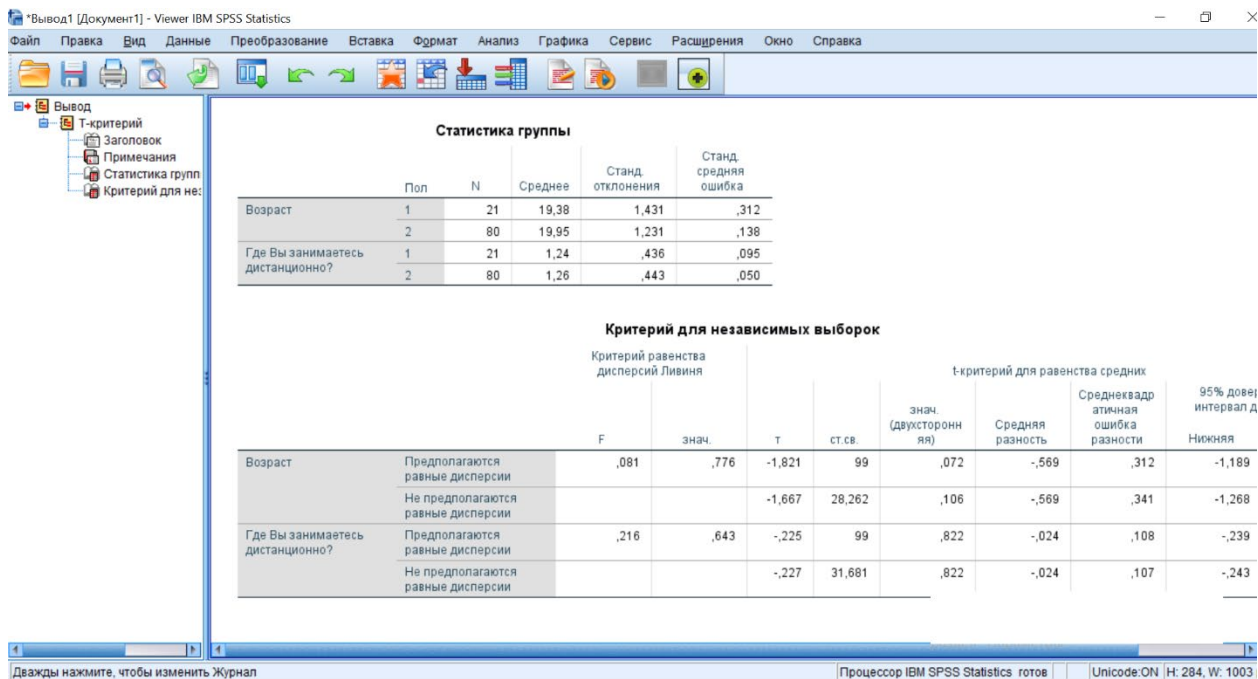 *Вывод1 [Документ1] - Viewer IBM SPSS Statistics
Файл Правка Вид Данные Преобразование Вставка Формат Анализ Графика Сервис Расширения Окно Справка
Вывод
Т-критерий
Заголовок
Примечания
Статистика групп
Критерий для нез
Статистика группы
Пол N Среднее Станд. отклонения Станд. средняя ошибка
Возраст 1 21 19,38 1,431 ,312
2 80 19,95 1,231 ,138
Где Вы занимаетесь дистанционно? 1 21 1,24 ,436 ,095
2 80 1,26 ,443 ,050
Критерий для независимых выборок
Критерий равенства дисперсий Ливиня t-критерий для равенства средних
F знач. т ст.св. знач. (двухсторонняя) Средняя разность Среднеквадратичная ошибка разности 95% довер интервал д Нижняя
Возраст Предполагаются равные дисперсии ,081 ,776 -1,821 99 ,072 -,569 ,312 -1,189
Не предполагаются равные дисперсии -1,667 28,262 ,106 -,569 ,341 -1,268
Где Вы занимаетесь дистанционно? Предполагаются равные дисперсии ,216 ,643 -,225 99 ,822 -,024 ,108 -,239
Не предполагаются равные дисперсии -,227 31,681 ,822 -,024 ,107 -,243
Дважды нажмите, чтобы изменить Журнал Процессор IBM SPSS Statistics готов Unicode:ON H: 284, W: 1003